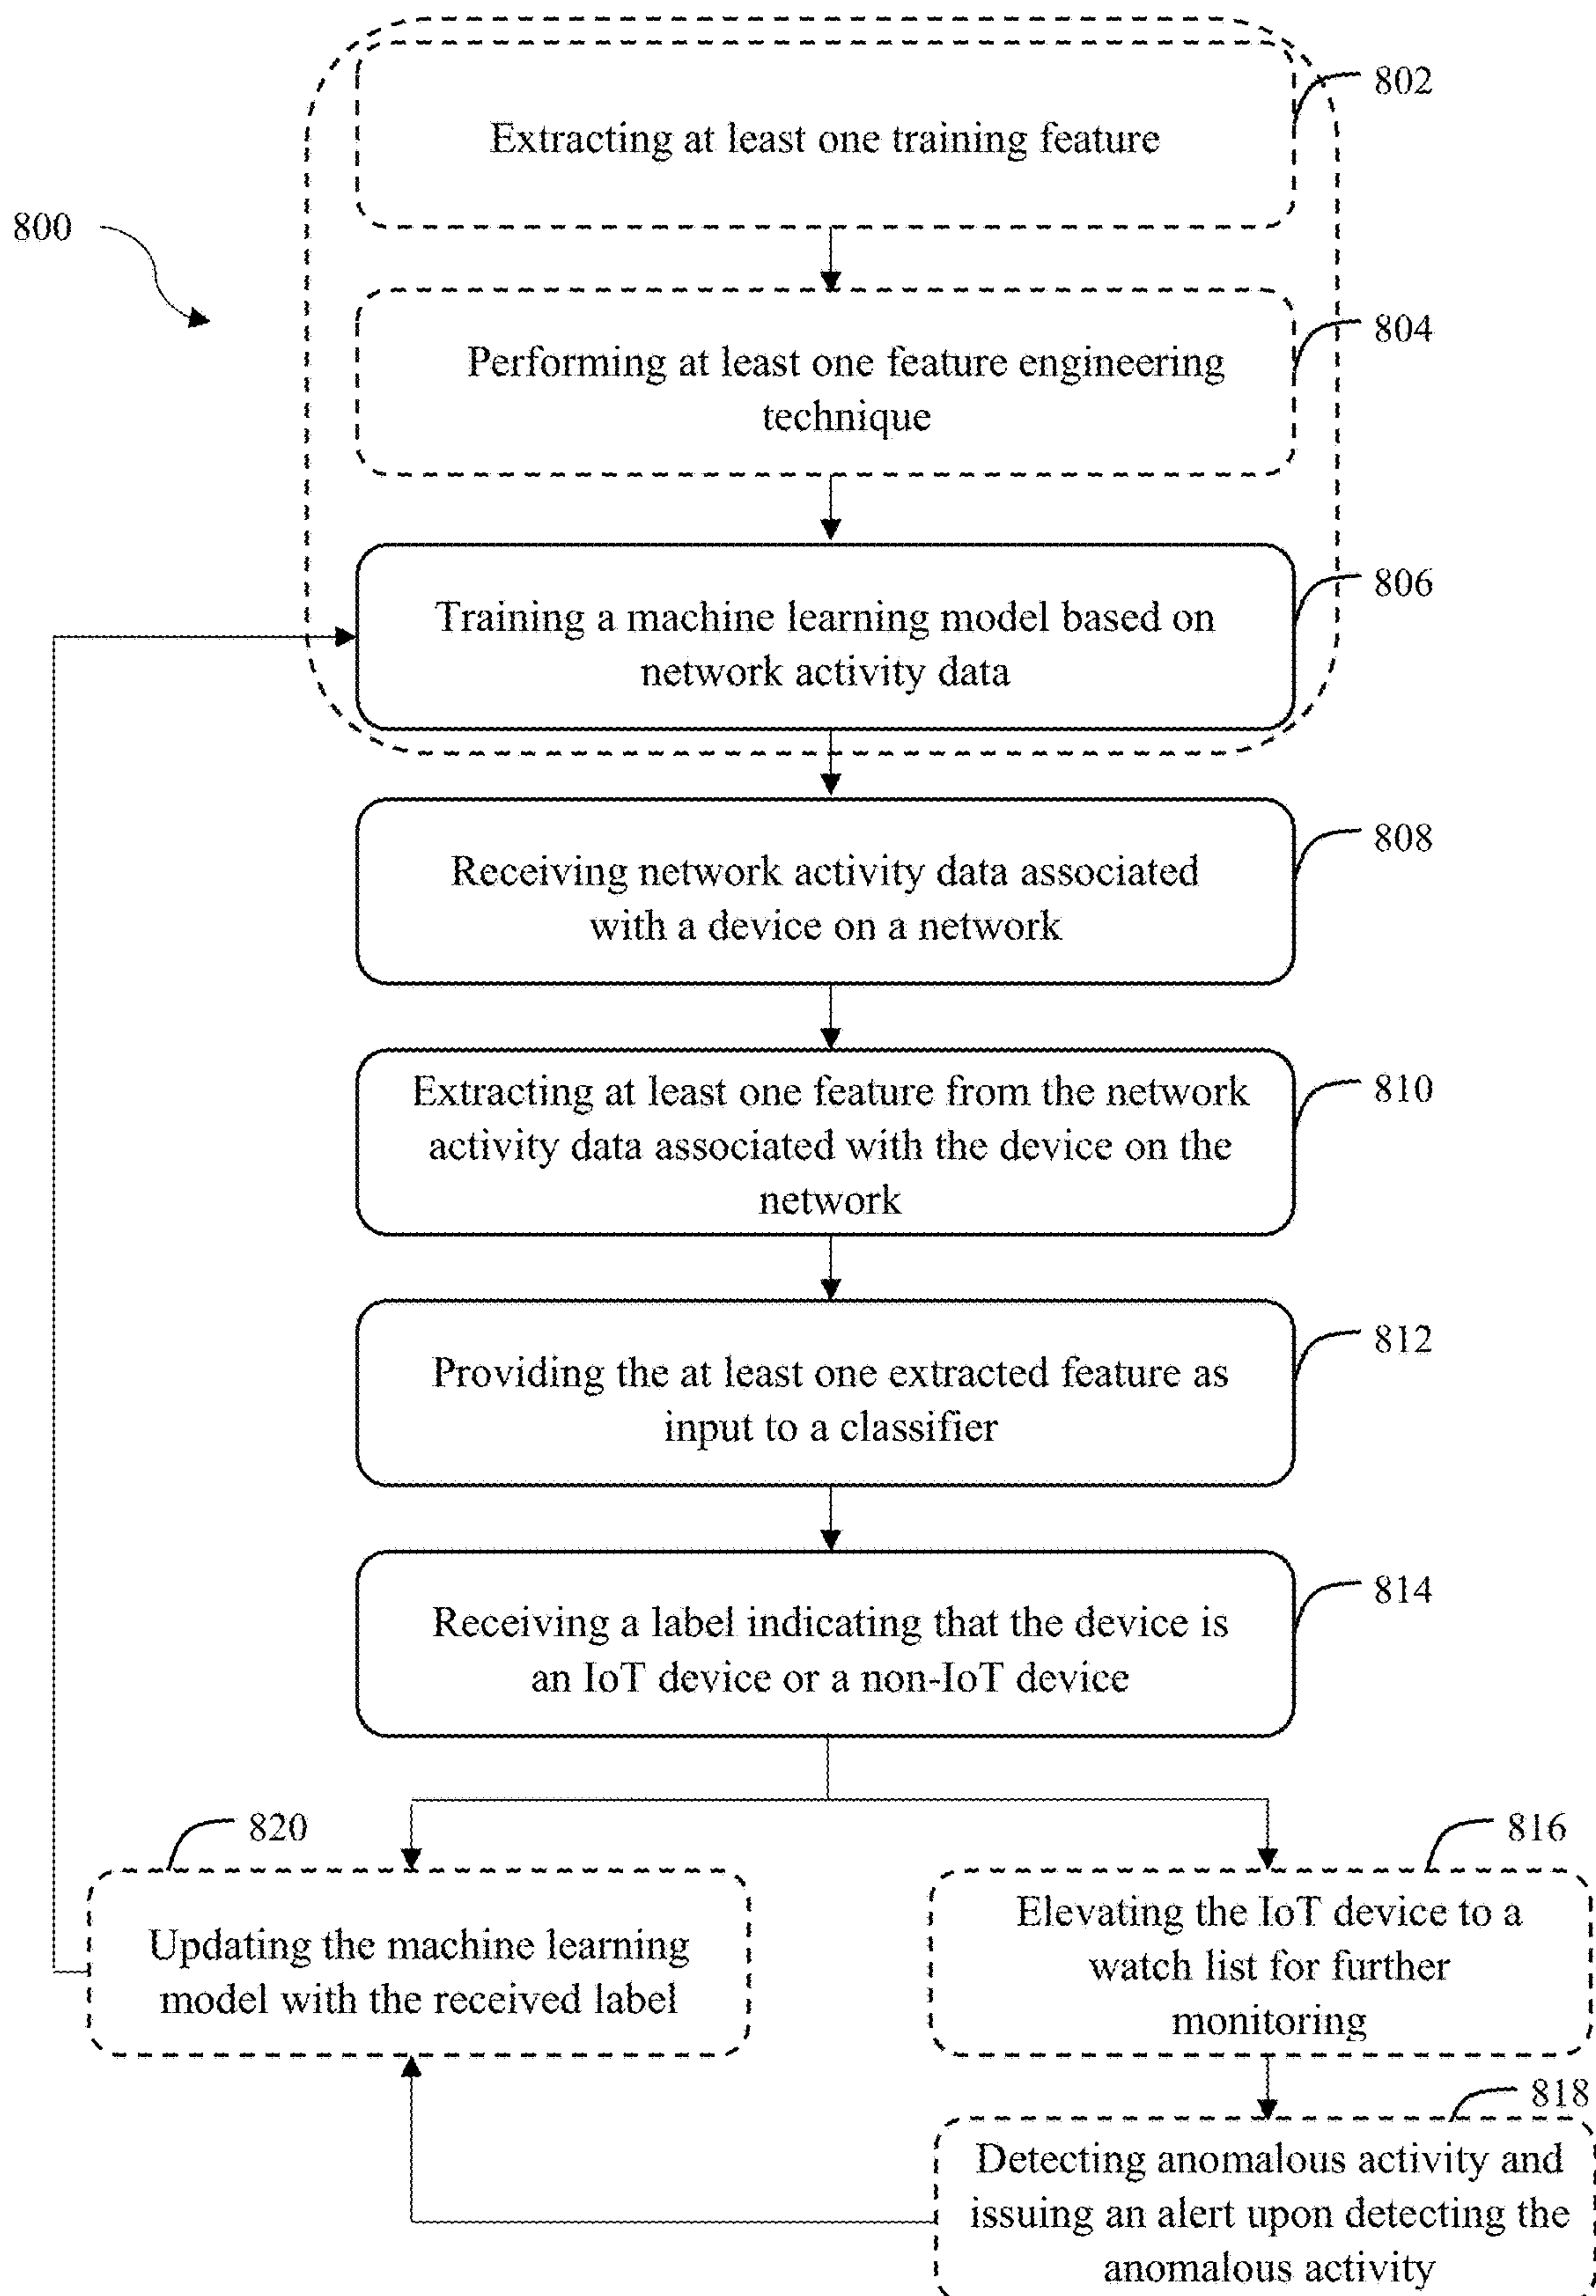 802
Extracting at least one training feature
800
804
Performing at least one feature engineering
technique
806
Training a machine learning model based on
network activity data
808
Receiving network activity data associated
with a device on a network
810
Extracting at least one feature from the network
activity data associated with the device on the
network
812
Providing the at least one extracted feature as
input to a classifier
814
Receiving a label indicating that the device is
an IoT device or a non-IoT device
820
Updating the machine learning
model with the received label
816
Elevating the IoT device to a
watch list for further
monitoring
818
Detecting anomalous activity and
issuing an alert upon detecting the
anomalous activity